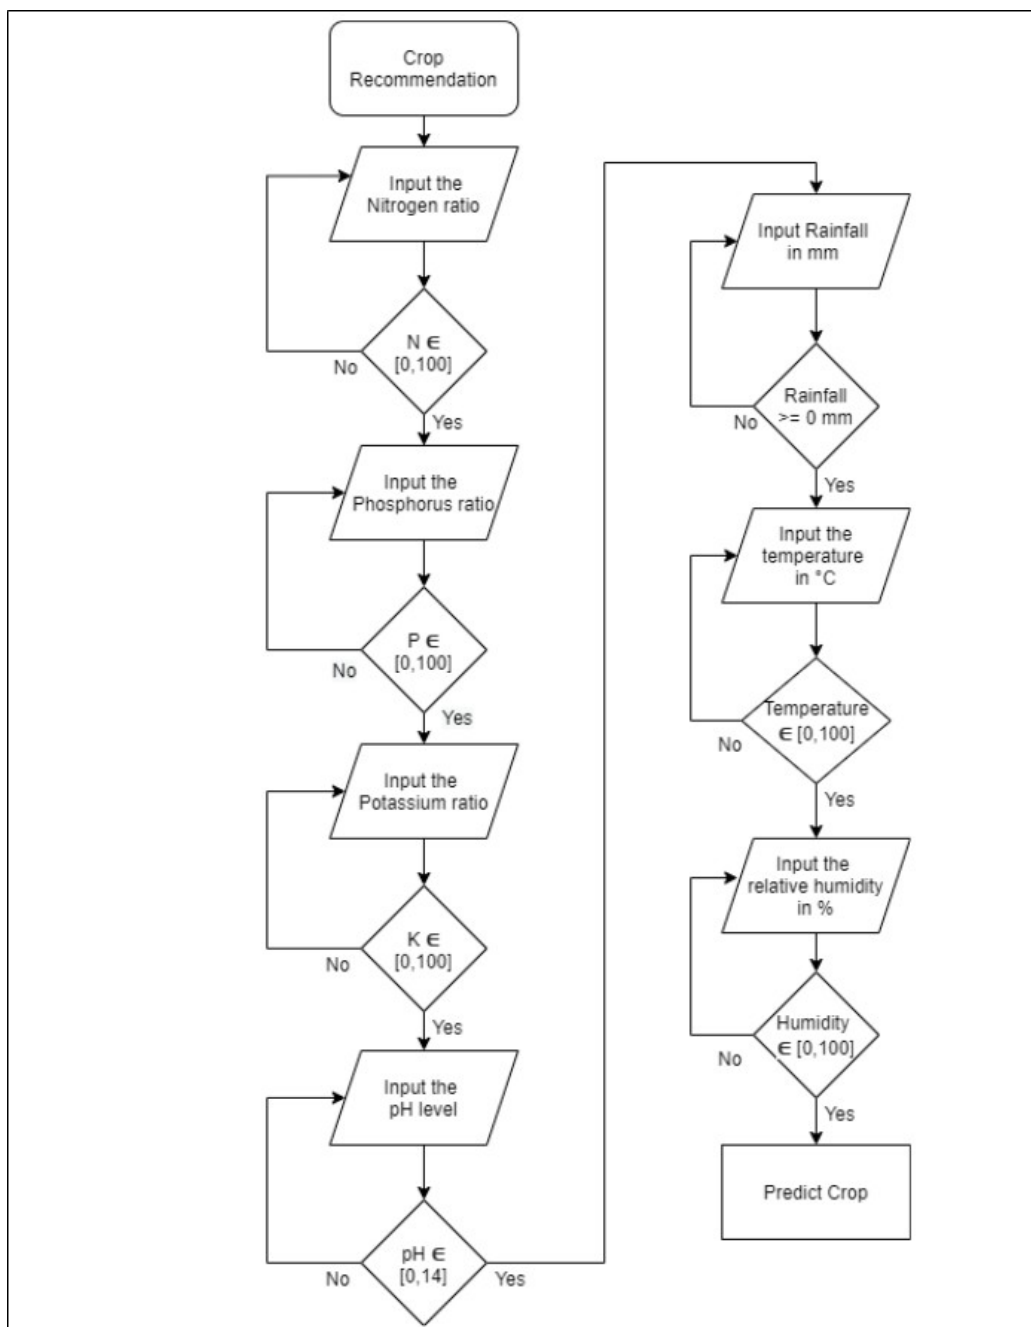 Crop
Recommendation
Input the
Nitrogen ratio
N ∈
[0,100]
No
Yes
Input the
Phosphorus ratio
P ∈
[0,100]
No
Yes
Input the
Potassium ratio
K ∈
[0,100]
No
Yes
Input the
pH level
pH ∈
[0,14]
No
Yes
Input Rainfall
in mm
Rainfall
>= 0 mm
No
Yes
Input the
temperature
in °C
Temperature
∈ [0,100]
No
Yes
Input the
relative humidity
in %
Humidity
∈ [0,100]
No
Yes
Predict Crop